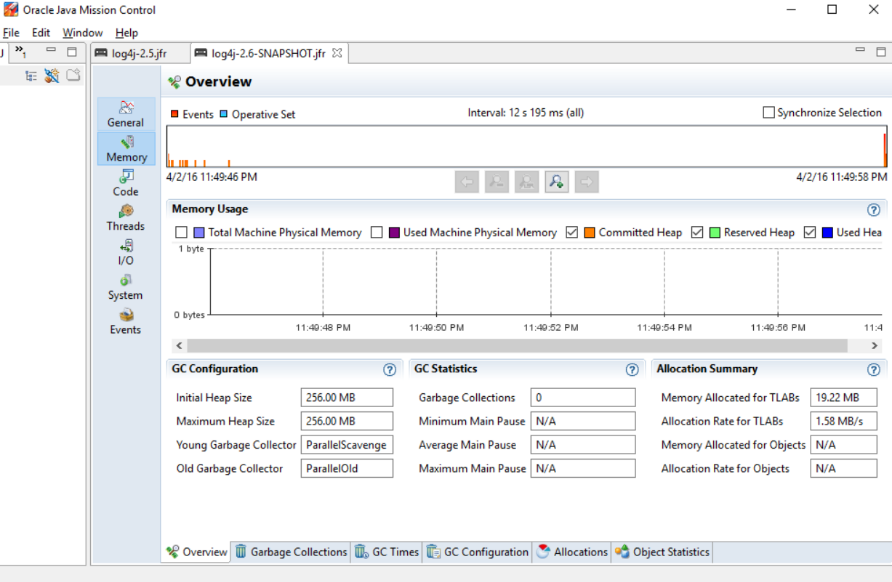 Oracle Java Mission Control
File Edit Window Help
log4j-2.5.jfr
log4j-2.6-SNAPSHOT.jfr
Overview
Events Operative Set Interval: 12 s 195 ms (all) Synchronize Selection
General
Memory
Code
Threads
I/O
System
Events
4/2/16 11:49:46 PM 4/2/16 11:49:58 PM
Memory Usage
Total Machine Physical Memory Used Machine Physical Memory Committed Heap Reserved Heap Used Hea
1 byte
0 bytes
11:49:48 PM 11:49:50 PM 11:49:52 PM 11:49:54 PM 11:49:56 PM 11:4
GC Configuration
Initial Heap Size 256.00 MB
Maximum Heap Size 256.00 MB
Young Garbage Collector ParallelScavenge
Old Garbage Collector ParallelOld
GC Statistics
Garbage Collections 0
Minimum Main Pause N/A
Average Main Pause N/A
Maximum Main Pause N/A
Allocation Summary
Memory Allocated for TLABs 19.22 MB
Allocation Rate for TLABs 1.58 MB/s
Memory Allocated for Objects N/A
Allocation Rate for Objects N/A
Overview Garbage Collections GC Times GC Configuration Allocations Object Statistics